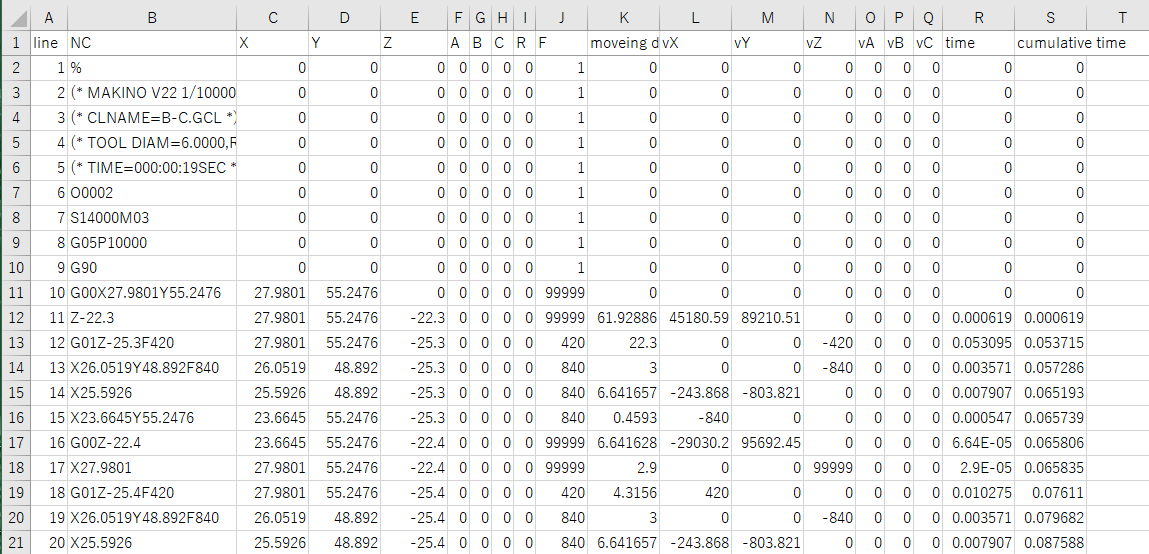 A B C D E F G H I J K L M N O P Q R S T
1 line NC X Y Z A B C R F moveing d vX vY vZ vA vB vC time cumulative time
2 1 % 0 0 0 0 0 0 0 1 0 0 0 0 0 0 0 0 0
3 2 (* MAKINO V22 1/10000 0 0 0 0 0 0 0 1 0 0 0 0 0 0 0 0 0
4 3 (* CLNAME=B-C.GCL *) 0 0 0 0 0 0 0 1 0 0 0 0 0 0 0 0 0
5 4 (* TOOL DIAM=6.0000,R 0 0 0 0 0 0 0 1 0 0 0 0 0 0 0 0 0
6 5 (* TIME=000:00:19SEC * 0 0 0 0 0 0 0 1 0 0 0 0 0 0 0 0 0
7 6 O0002 0 0 0 0 0 0 0 1 0 0 0 0 0 0 0 0 0
8 7 S14000M03 0 0 0 0 0 0 0 1 0 0 0 0 0 0 0 0 0
9 8 G05P10000 0 0 0 0 0 0 0 1 0 0 0 0 0 0 0 0 0
10 9 G90 0 0 0 0 0 0 0 1 0 0 0 0 0 0 0 0 0
11 10 G00X27.9801Y55.2476 27.9801 55.2476 0 0 0 0 0 99999 0 0 0 0 0 0 0 0 0
12 11 Z-22.3 27.9801 55.2476 -22.3 0 0 0 0 99999 61.92886 45180.59 89210.51 0 0 0 0 0.000619 0.000619
13 12 G01Z-25.3F420 27.9801 55.2476 -25.3 0 0 0 0 420 22.3 0 0 -420 0 0 0 0.053095 0.053715
14 13 X26.0519Y48.892F840 26.0519 48.892 -25.3 0 0 0 0 840 3 0 0 -840 0 0 0 0.003571 0.057286
15 14 X25.5926 25.5926 48.892 -25.3 0 0 0 0 840 6.641657 -243.868 -803.821 0 0 0 0 0.007907 0.065193
16 15 X23.6645Y55.2476 23.6645 55.2476 -25.3 0 0 0 0 840 0.4593 -840 0 0 0 0 0 0.000547 0.065739
17 16 G00Z-22.4 23.6645 55.2476 -22.4 0 0 0 0 99999 6.641628 -29030.2 95692.45 0 0 0 0 6.64E-05 0.065806
18 17 X27.9801 27.9801 55.2476 -22.4 0 0 0 0 99999 2.9 0 0 99999 0 0 0 2.9E-05 0.065835
19 18 G01Z-25.4F420 27.9801 55.2476 -25.4 0 0 0 0 420 4.3156 420 0 0 0 0 0 0.010275 0.07611
20 19 X26.0519Y48.892F840 26.0519 48.892 -25.4 0 0 0 0 840 3 0 0 -840 0 0 0 0.003571 0.079682
21 20 X25.5926 25.5926 48.892 -25.4 0 0 0 0 840 6.641657 -243.868 -803.821 0 0 0 0 0.007907 0.087588